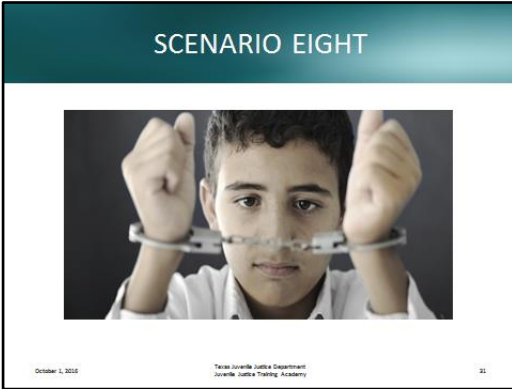 SCENARIO EIGHT
October 1, 2016
Texas Juvenile Justice Department
Juvenile Justice Training Academy
31